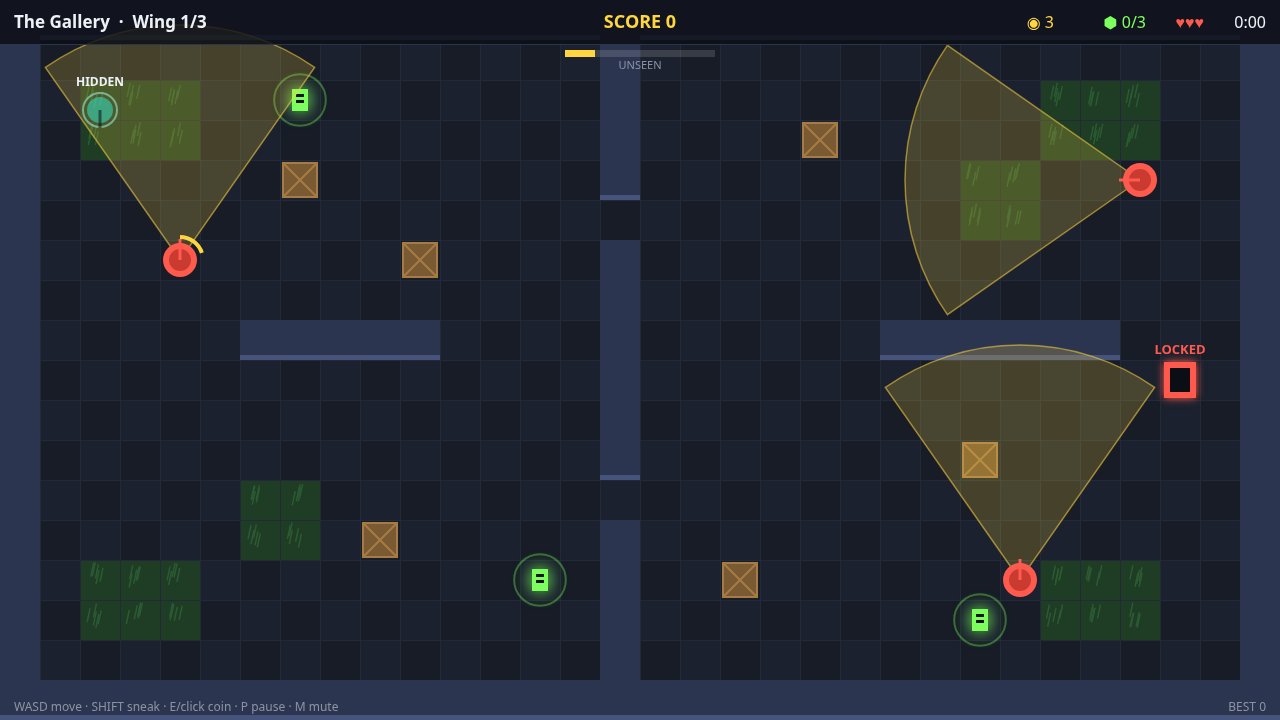 The Gallery · Wing 1/3
SCORE 0
3
0/3
0:00
UNSEEN
HIDDEN
LOCKED
WASD move · SHIFT sneak · E/click coin · P pause · M mute
BEST 0